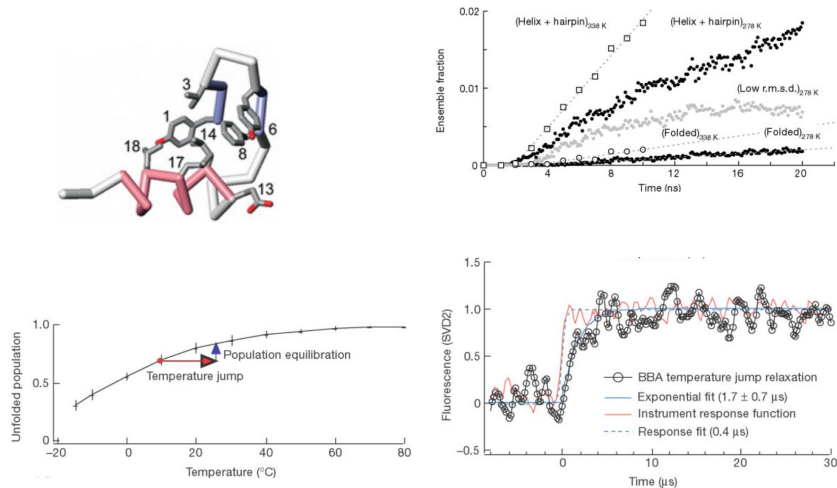 3
1
14
6
8
18
17
13
0.02
0.01
0
Ensemble fraction
(Helix + hairpin)338 K
(Helix + hairpin)278 K
(Low r.m.s.d.)278 K
(Folded)338 K
(Folded)278 K
0 4 8 12 16 20
Time (ns)
1.0
0.5
0
Unfolded population
Population equilibration
Temperature jump
−20 0 20 40 60 80
Temperature (°C)
1.5
1.0
0.5
0
−0.5
Fluorescence (SVD2)
BBA temperature jump relaxation
Exponential fit (1.7 ± 0.7 µs)
Instrument response function
Response fit (0.4 µs)
0 10 20 30
Time (µs)